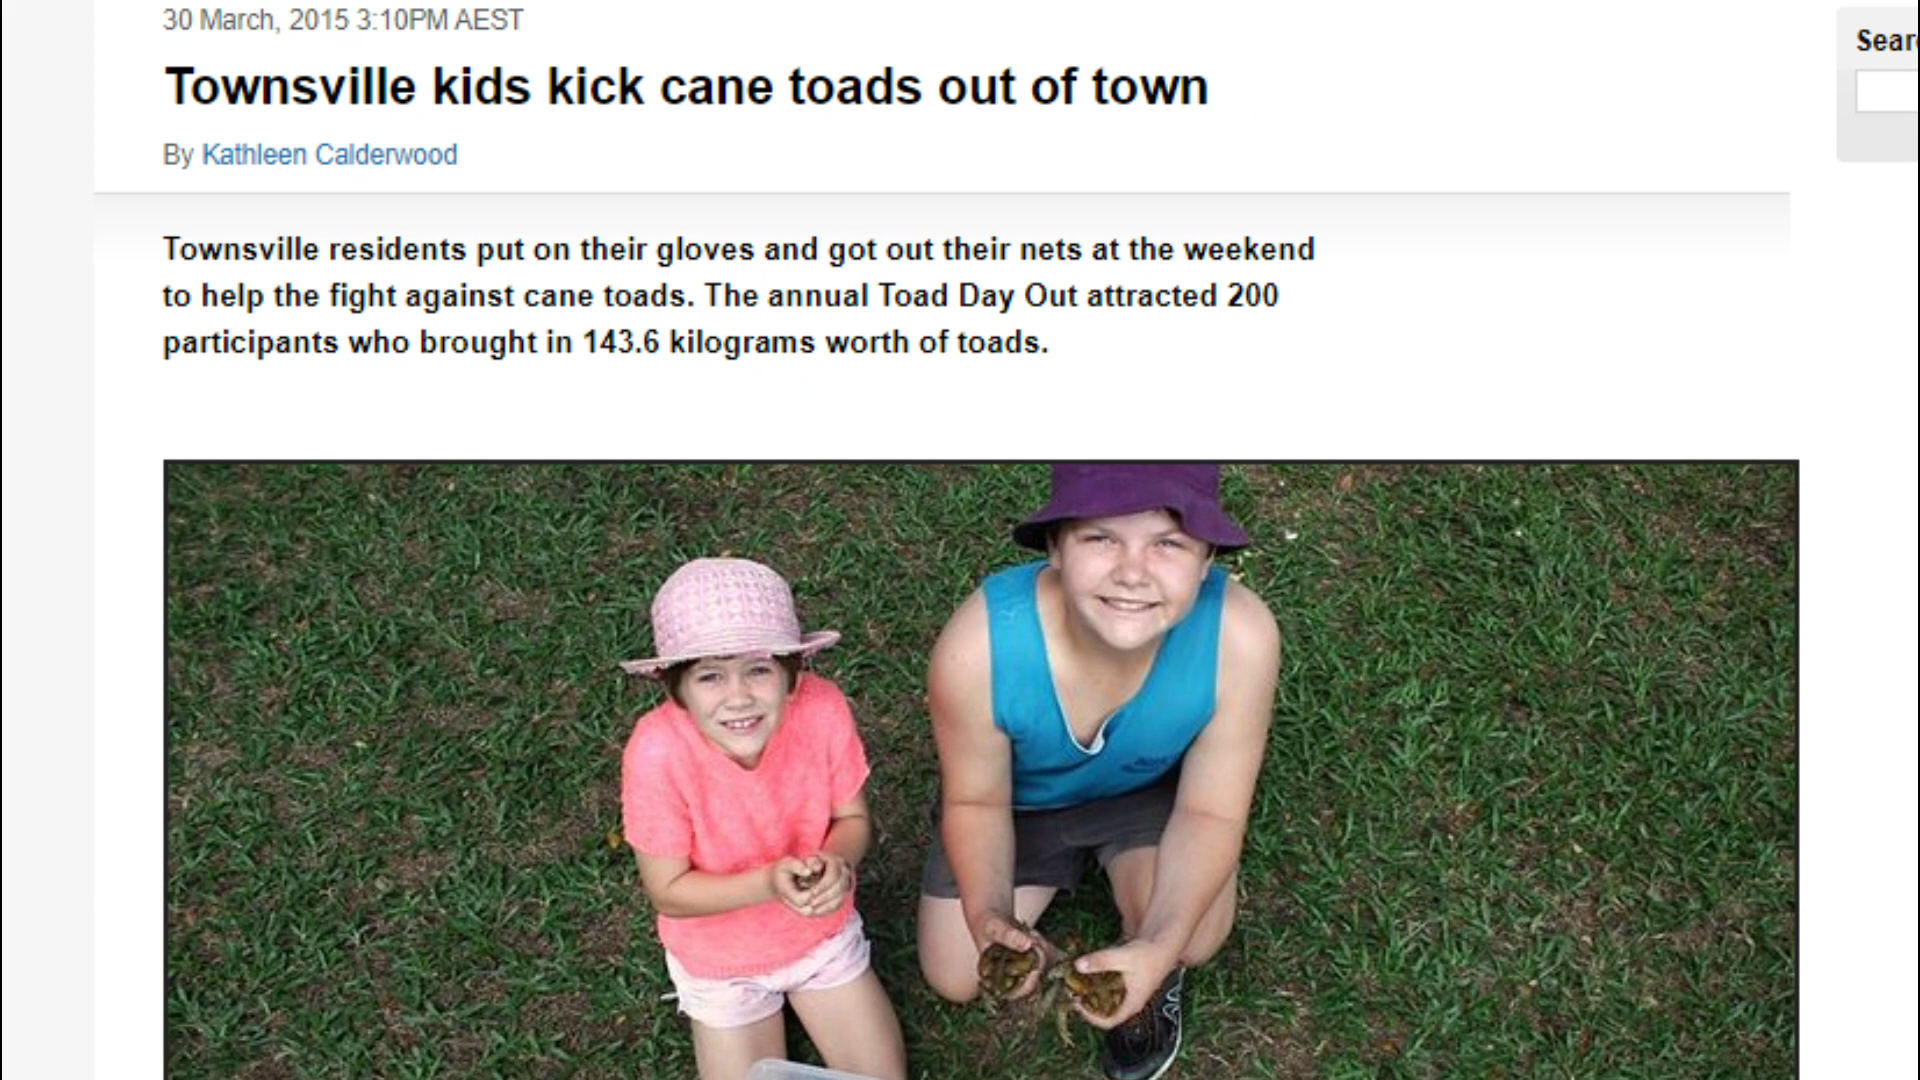 30 March, 2015 3:10PM AEST
Townsville kids kick cane toads out of town
By Kathleen Calderwood
Townsville residents put on their gloves and got out their nets at the weekend
to help the fight against cane toads. The annual Toad Day Out attracted 200
participants who brought in 143.6 kilograms worth of toads.